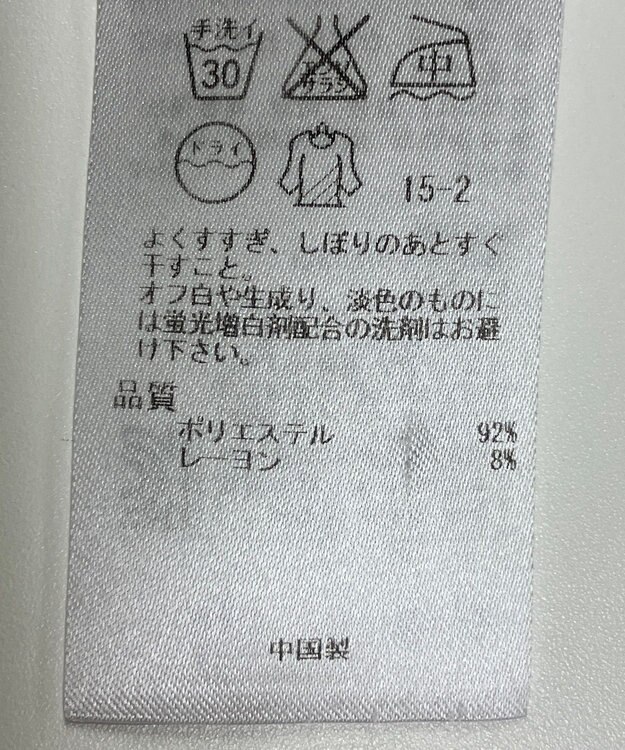 手洗イ
30
エンソ
サラシ
中
ドライ
15-2
よくすすぎ、しぼりのあとすぐ
干すこと。
オフ白や生成り、淡色のものに
は蛍光増白剤配合の洗剤はお避
け下さい。
品質
ポリエステル 92%
レーヨン 8%
中国製